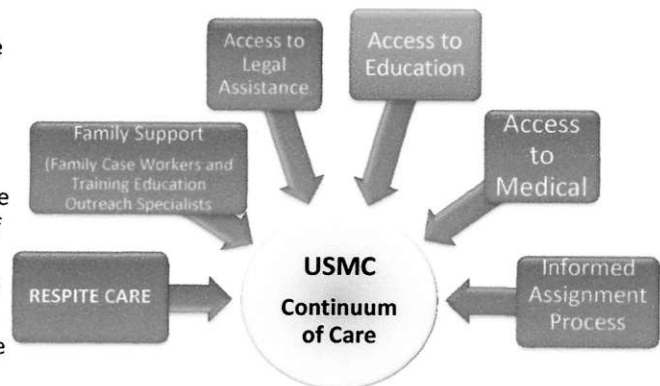 e
e
f
e
Access to
Legal
Assistance
Access to
Education
Family Support
(Family Case Workers and
Training Education
Outreach Specialists
Access
to
Medical
RESPITE CARE
USMC
Continuum
of Care
Informed
Assignment
Process